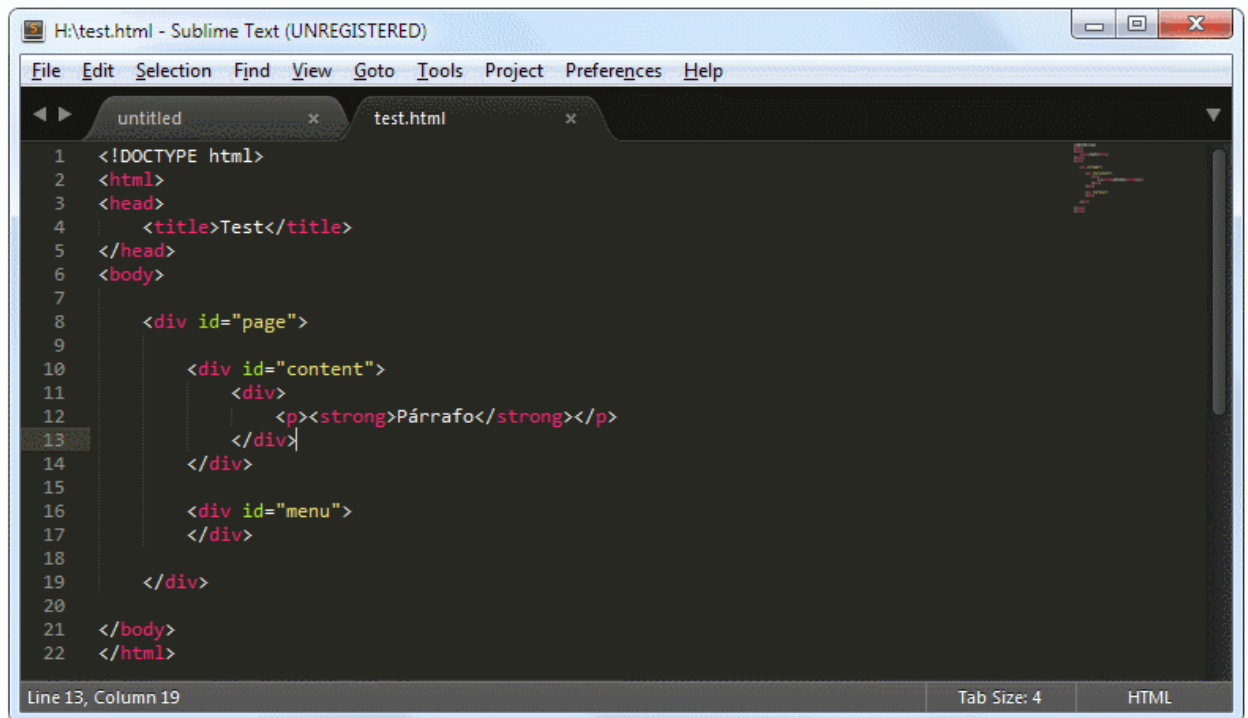 H:\test.html - Sublime Text (UNREGISTERED)
File Edit Selection Find View Goto Tools Project Preferences Help
untitled × test.html ×
1 <!DOCTYPE html>
2 <html>
3 <head>
4     <title>Test</title>
5 </head>
6 <body>
7
8     <div id="page">
9
10         <div id="content">
11             <div>
12                 <p><strong>Párrafo</strong></p>
13             </div>
14         </div>
15
16         <div id="menu">
17         </div>
18
19     </div>
20
21 </body>
22 </html>
Line 13, Column 19 Tab Size: 4 HTML